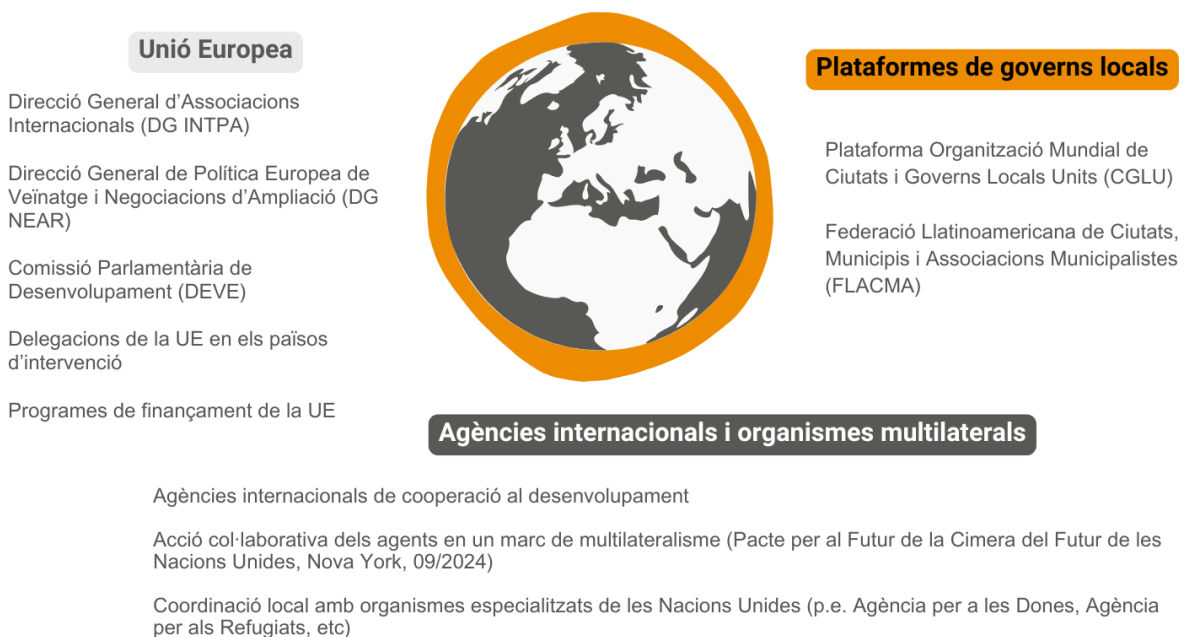 Unió Europea
Direcció General d’Associacions
Internacionals (DG INTPA)
Direcció General de Política Europea de
Veïnatge i Negociacions d’Ampliació (DG
NEAR)
Comissió Parlamentària de
Desenvolupament (DEVE)
Delegacions de la UE en els països
d’intervenció
Programes de finançament de la UE
Plataformes de governs locals
Plataforma Organització Mundial de
Ciutats i Governs Locals Units (CGLU)
Federació Llatinoamericana de Ciutats,
Municipis i Associacions Municipalistes
(FLACMA)
Agències internacionals i organismes multilaterals
Agències internacionals de cooperació al desenvolupament
Acció col·laborativa dels agents en un marc de multilateralisme (Pacte per al Futur de la Cimera del Futur de les
Nacions Unides, Nova York, 09/2024)
Coordinació local amb organismes especialitzats de les Nacions Unides (p.e. Agència per a les Dones, Agència
per als Refugiats, etc)